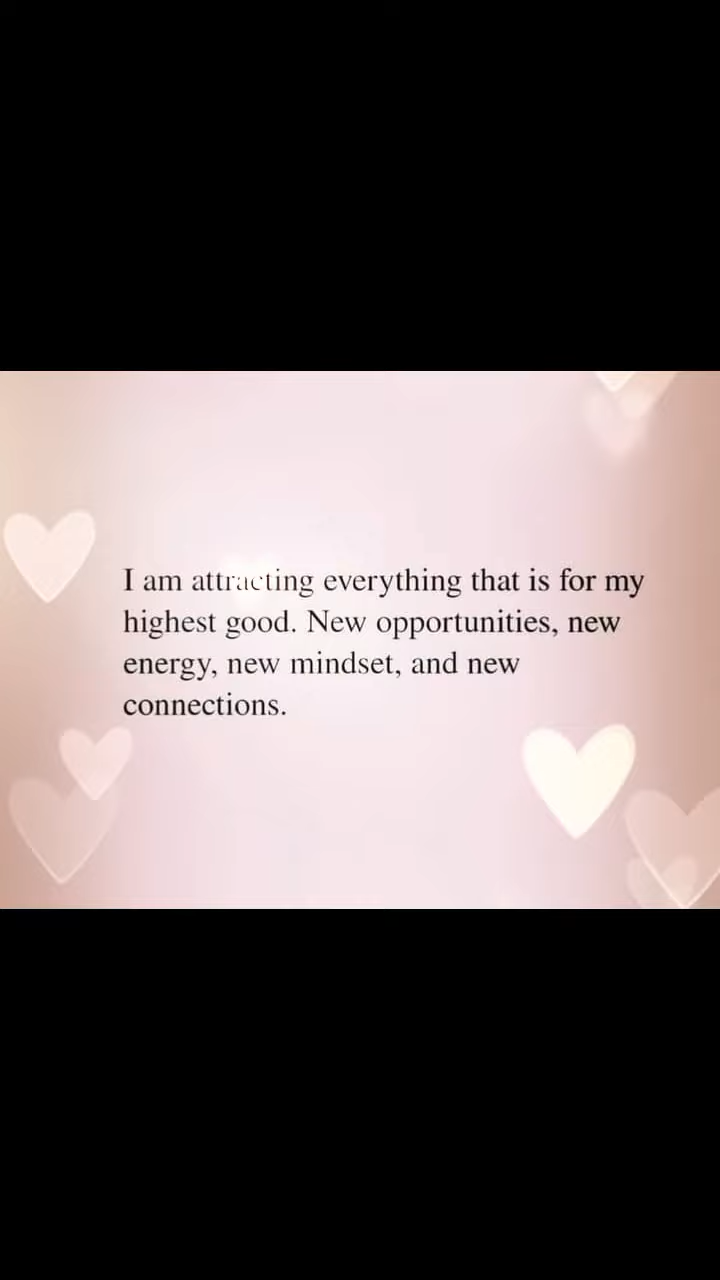 I am attracting everything that is for my
highest good. New opportunities, new
energy, new mindset, and new
connections.